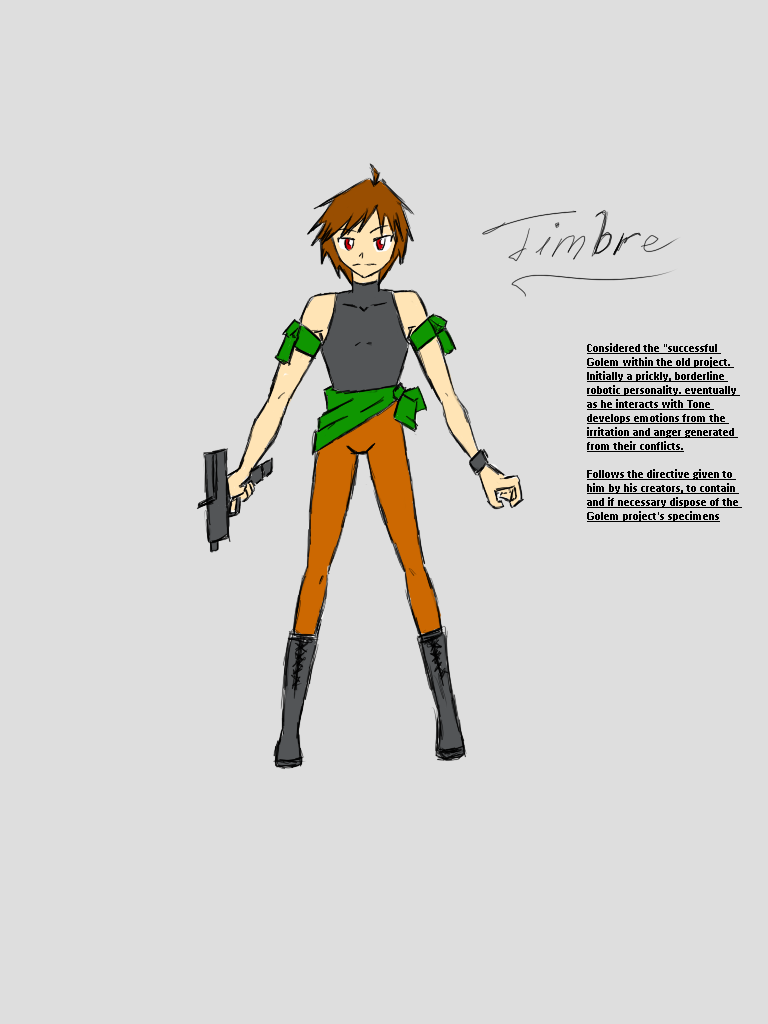 Timbre
Considered the "successful
Golem within the old project.
Initially a prickly, borderline
robotic personality. eventually
as he interacts with Tone
develops emotions from the
irritation and anger generated
from their conflicts.
Follows the directive given to
him by his creators, to contain
and if necessary dispose of the
Golem project's specimens